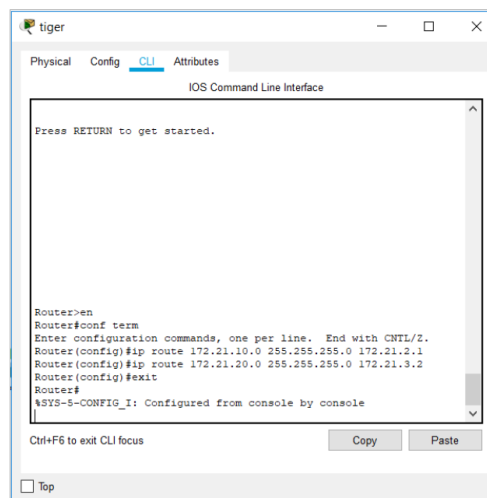 tiger
Physical Config CLI Attributes
IOS Command Line Interface
Press RETURN to get started.
Router>en
Router#conf term
Enter configuration commands, one per line.  End with CNTL/Z.
Router(config)#ip route 172.21.10.0 255.255.255.0 172.21.2.1
Router(config)#ip route 172.21.20.0 255.255.255.0 172.21.3.2
Router(config)#exit
Router#
%SYS-5-CONFIG_I: Configured from console by console
Ctrl+F6 to exit CLI focus Copy Paste
Top